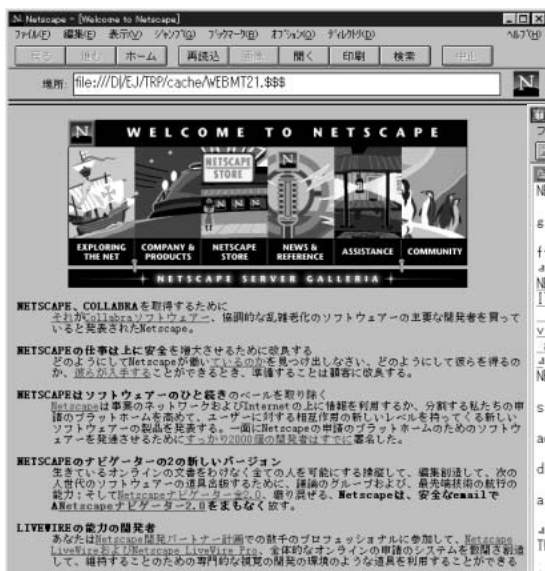 Netscape - [Welcome to Netscape]
ファイル(F) 編集(E) 表示(V) ジャンプ(G) ブックマーク(B) オプション(O) ディレクトリ(D) ヘルプ(H)
戻る 進む ホーム 再読込 画像 開く 印刷 検索 中止
場所: file:///D|/EJ/TRP/cache/WEBMT21.$$$
N
N WELCOME TO NETSCAPE
NETSCAPE
STORE
EXPLORING THE NET COMPANY & PRODUCTS NETSCAPE STORE NEWS & REFERENCE ASSISTANCE COMMUNITY
NETSCAPE SERVER GALLERIA
NETSCAPE、COLLABRAを取得するために
それがCollabraソフトウェアー、協調的な乱雑老化のソフトウェアーの主要な開発者を買って
いると発表されたNetscape。
NETSCAPEの仕事は上に安全を増大させるために改良する
どのようにしてNetscapeが働いているのかを見つけ出しなさい、どのようにして彼らを得るの
か、彼らが入手することができるとき、準備することは顧客に改良する。
NETSCAPEはソフトウェアーのひと続きのベールを取り除く
Netscapeは事業のネットワークおよびInternetの上に情報を利用するか、分割する私たちの申
請のプラットホームを高めて、ユーザーに対する相互作用の新しいレベルを持ってくる新しい
ソフトウェアーの製品を発表する。一面にNetscapeの申請のプラットホームのためのソフトウ
ェアーを発達させるためにすっかり2000個の開発者はすでに署名した。
NETSCAPEのナビゲーターの2の新しいバージョン
生きているオンラインの文書をわけなく全ての人を可能にする操縦して、編集創造して、次の
人世代のソフトウェアーの道具出版するために、議論のグループおよび、最先端技術の航行の
能力:そしてNetscapeナビゲーター金2.0、磨り混ぜる、Netscapeは、安全なemailで
ANetscapeナビゲーター2.0をまもなく放す。
LIVEWIREの能力の開発者
あなたはNetscape開発パートナー計画での数千のプロフェッショナルに参加して、Netscape
LiveWireおよびNetscape LiveWire Pro、全体的なオンラインの申請のシステムを数間き創造
して、維持することのための専門的な視覚の開発の環境のような道具を利用することができる